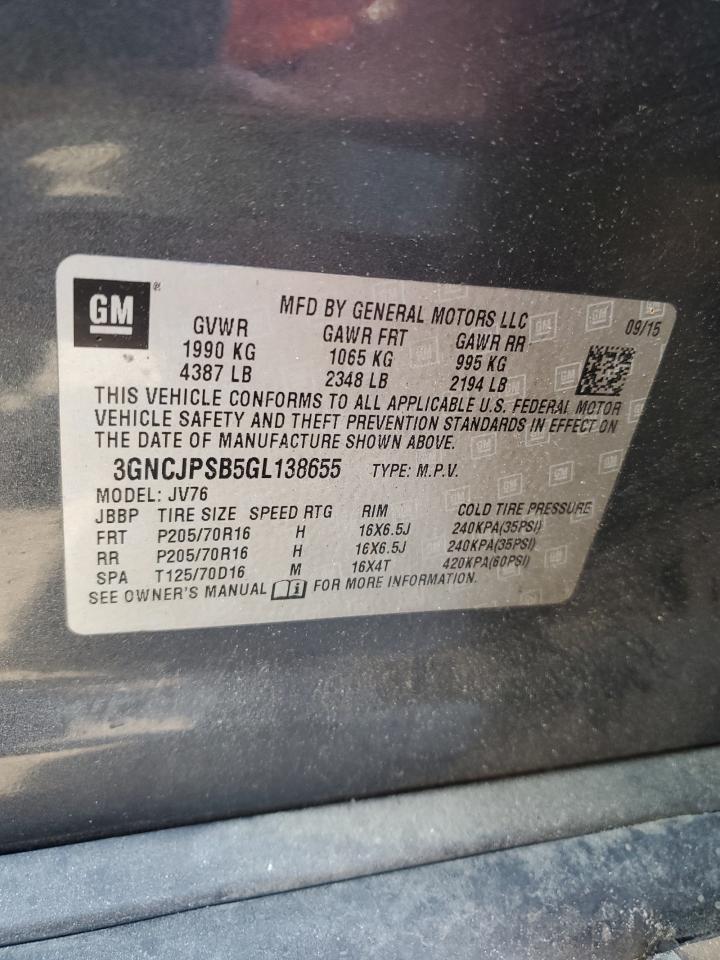 GM ®
MFD BY GENERAL MOTORS LLC 09/15
GVWR GAWR FRT GAWR RR
1990 KG 1065 KG 995 KG
4387 LB 2348 LB 2194 LB
THIS VEHICLE CONFORMS TO ALL APPLICABLE U.S. FEDERAL MOTOR
VEHICLE SAFETY AND THEFT PREVENTION STANDARDS IN EFFECT ON
THE DATE OF MANUFACTURE SHOWN ABOVE.
3GNCJPSB5GL138655 TYPE: M.P.V.
MODEL: JV76
JBBP TIRE SIZE SPEED RTG RIM COLD TIRE PRESSURE
FRT P205/70R16 H 16X6.5J 240KPA(35PSI)
RR P205/70R16 H 16X6.5J 240KPA(35PSI)
SPA T125/70D16 M 16X4T 420KPA(60PSI)
SEE OWNER'S MANUAL i FOR MORE INFORMATION.